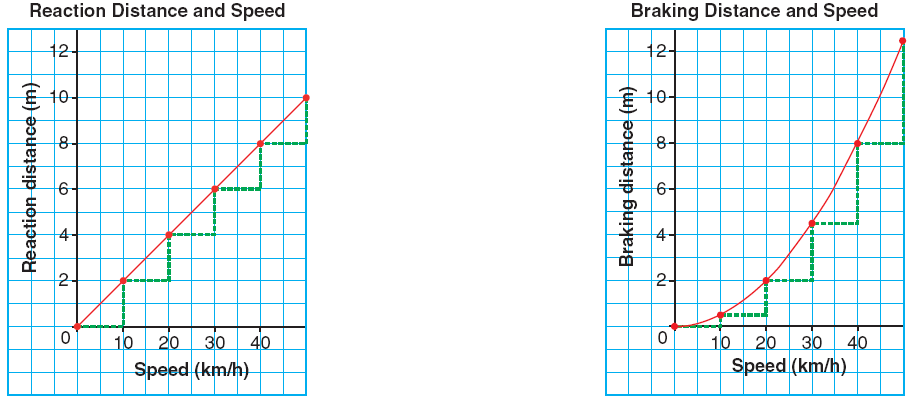 Reaction Distance and Speed
12
10
8
6
4
2
0
10 20 30 40
Reaction distance (m)
Speed (km/h)
Braking Distance and Speed
12
10
8
6
4
2
0
10 20 30 40
Braking distance (m)
Speed (km/h)